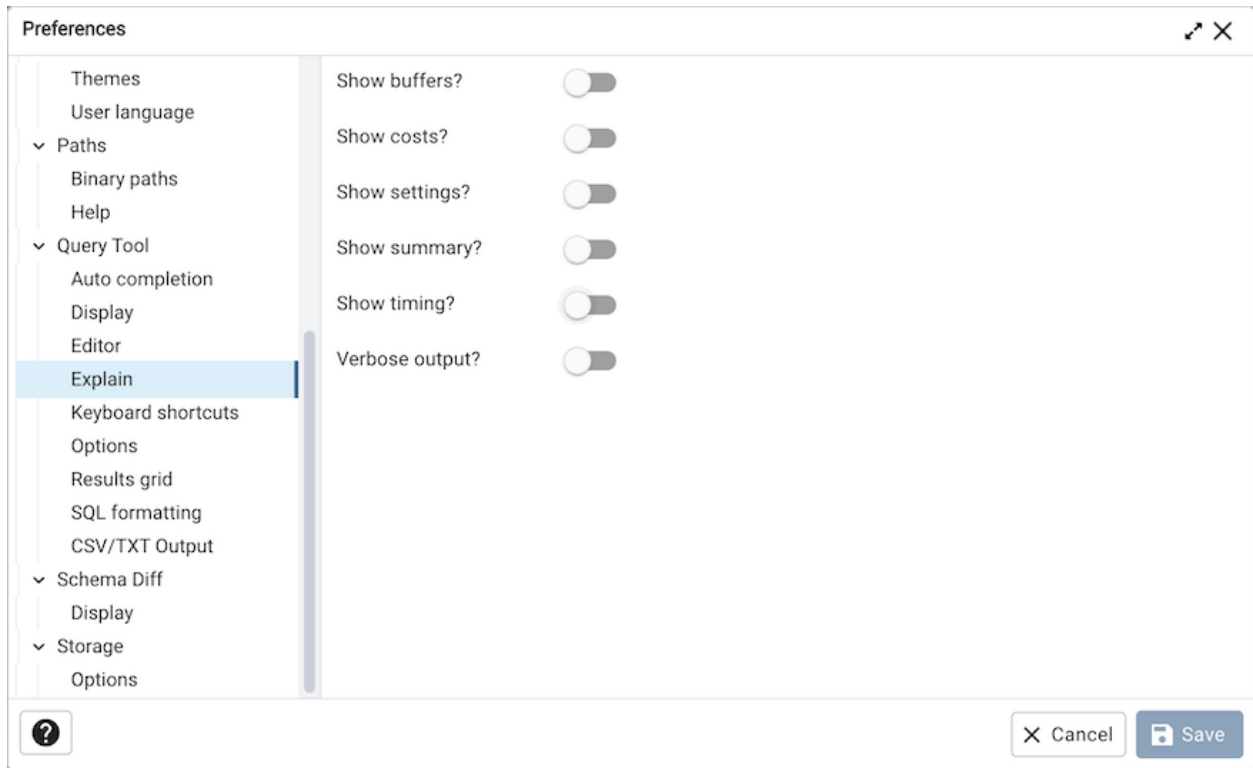 Preferences
Themes
User language
Paths
Binary paths
Help
Query Tool
Auto completion
Display
Editor
Explain
Keyboard shortcuts
Options
Results grid
SQL formatting
CSV/TXT Output
Schema Diff
Display
Storage
Options
Show buffers?
Show costs?
Show settings?
Show summary?
Show timing?
Verbose output?
?
Cancel
Save